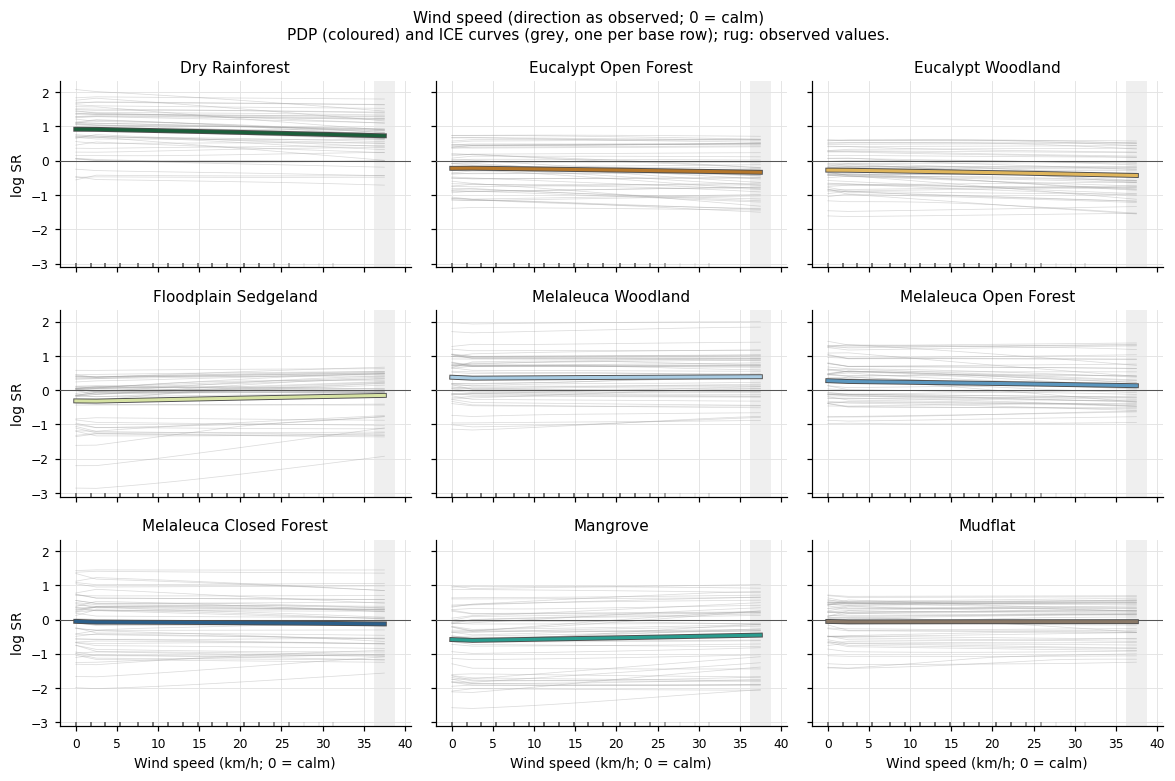 Wind speed (direction as observed; 0 = calm)
PDP (coloured) and ICE curves (grey, one per base row); rug: observed values.
Dry Rainforest
Eucalypt Open Forest
Eucalypt Woodland
2
1
0
−1
−2
−3
log SR
Floodplain Sedgeland
Melaleuca Woodland
Melaleuca Open Forest
2
1
0
−1
−2
−3
log SR
Melaleuca Closed Forest
Mangrove
Mudflat
2
1
0
−1
−2
−3
log SR
0 5 10 15 20 25 30 35 40
0 5 10 15 20 25 30 35 40
0 5 10 15 20 25 30 35 40
Wind speed (km/h; 0 = calm)
Wind speed (km/h; 0 = calm)
Wind speed (km/h; 0 = calm)